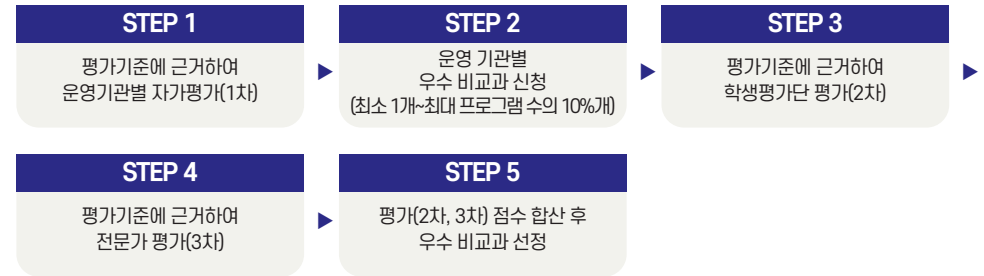 STEP 1
평가기준에 근거하여
운영기관별 자가평가(1차)
STEP 2
운영 기관별
우수 비교과 신청
(최소 1개~최대 프로그램 수의 10%개)
STEP 3
평가기준에 근거하여
학생평가단 평가(2차)
STEP 4
평가기준에 근거하여
전문가 평가(3차)
STEP 5
평가(2차, 3차) 점수 합산 후
우수 비교과 선정